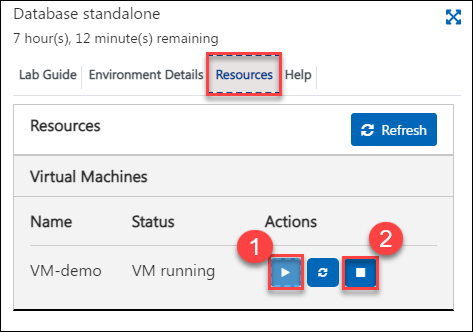 Database standalone
7 hour(s), 12 minute(s) remaining
Lab Guide Environment Details Resources Help
Resources Refresh
Virtual Machines
Name Status Actions
1 2
VM-demo VM running